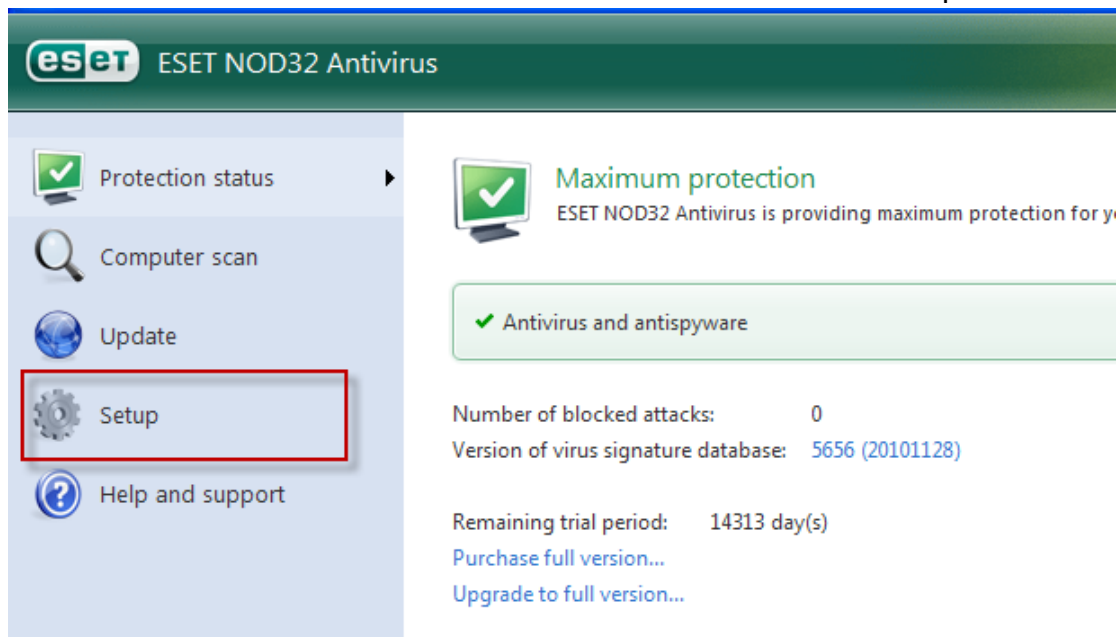 eset ESET NOD32 Antivirus
Protection status
Computer scan
Update
Setup
Help and support
Maximum protection
ESET NOD32 Antivirus is providing maximum protection for
Antivirus and antispyware
Number of blocked attacks: 0
Version of virus signature database: 5656 (20101128)
Remaining trial period: 14313 day(s)
Purchase full version...
Upgrade to full version...